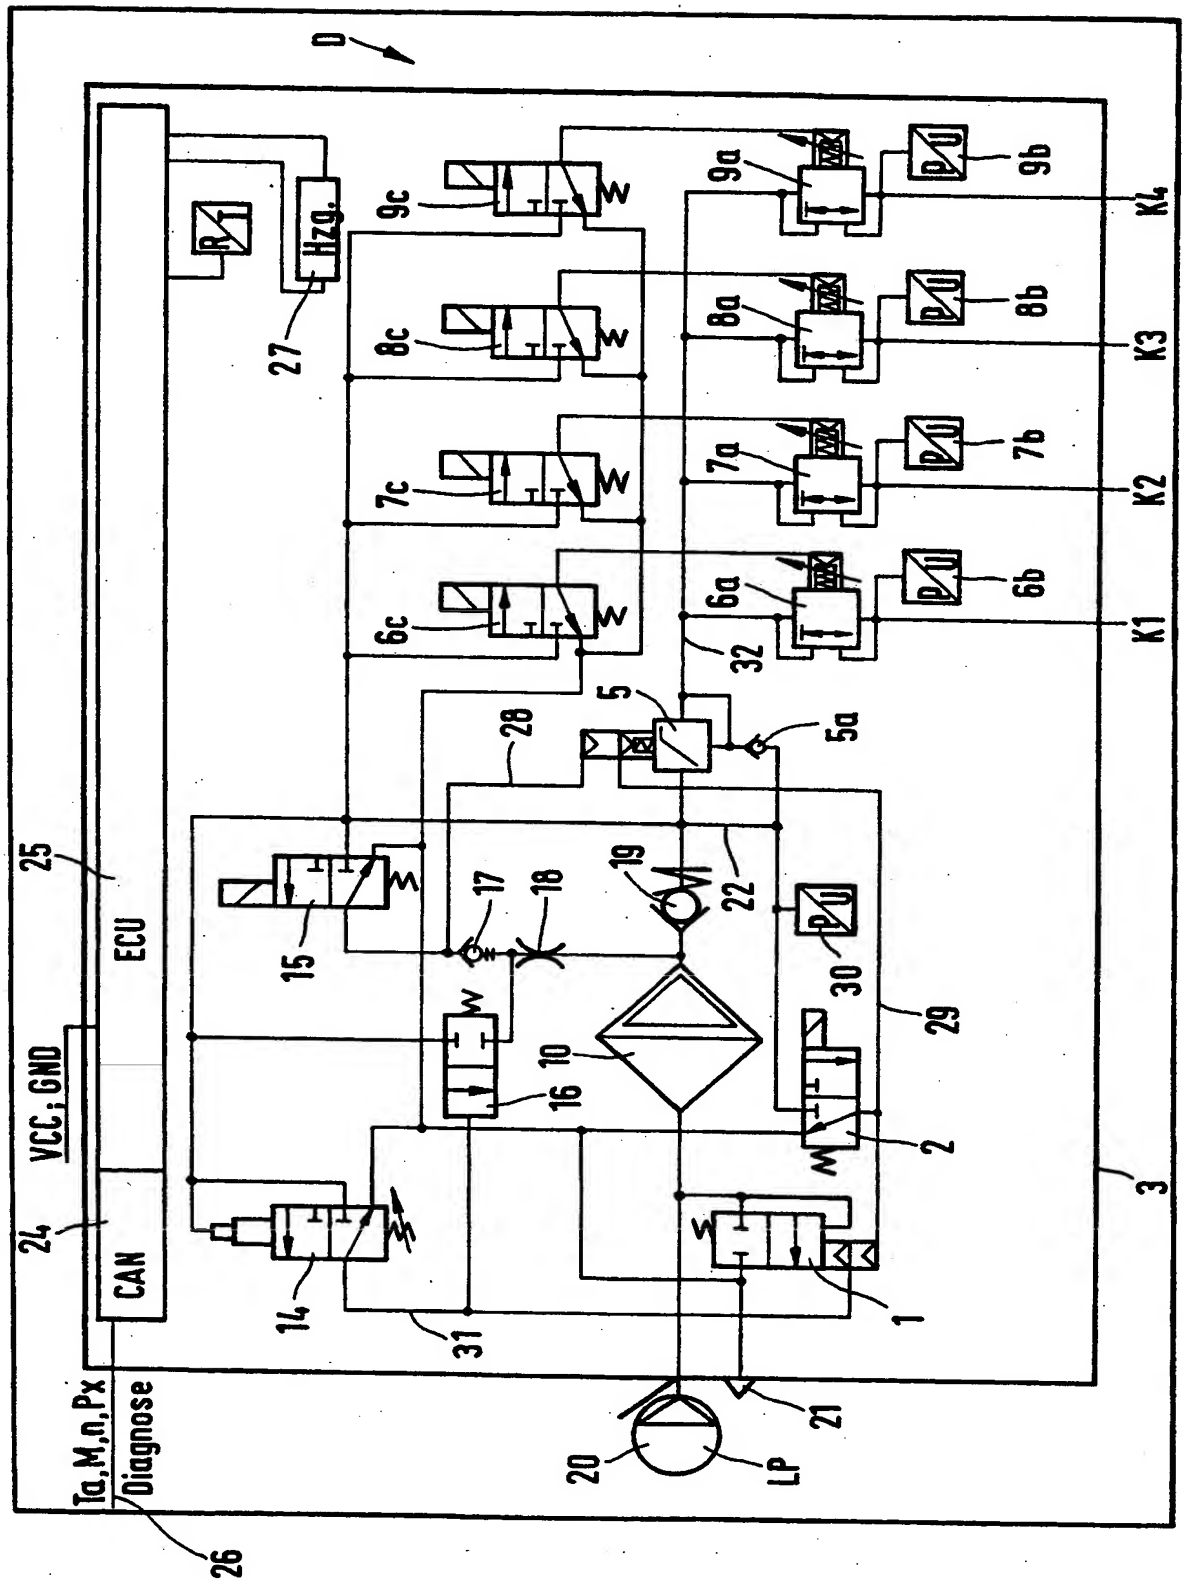 Ta,M,n,Px
Diagnose
26
24
CAN
VCC; GND
25
ECU
D
R
T
Hzg.
27
14
31
15
16
17
18
28
6c
7c
8c
9c
20
LP
21
10
19
22
5
5a
32
6a
7a
8a
9a
1
2
P
U
30
29
P
U
6b
P
U
7b
P
U
8b
P
U
9b
3
K1
K2
K3
K4